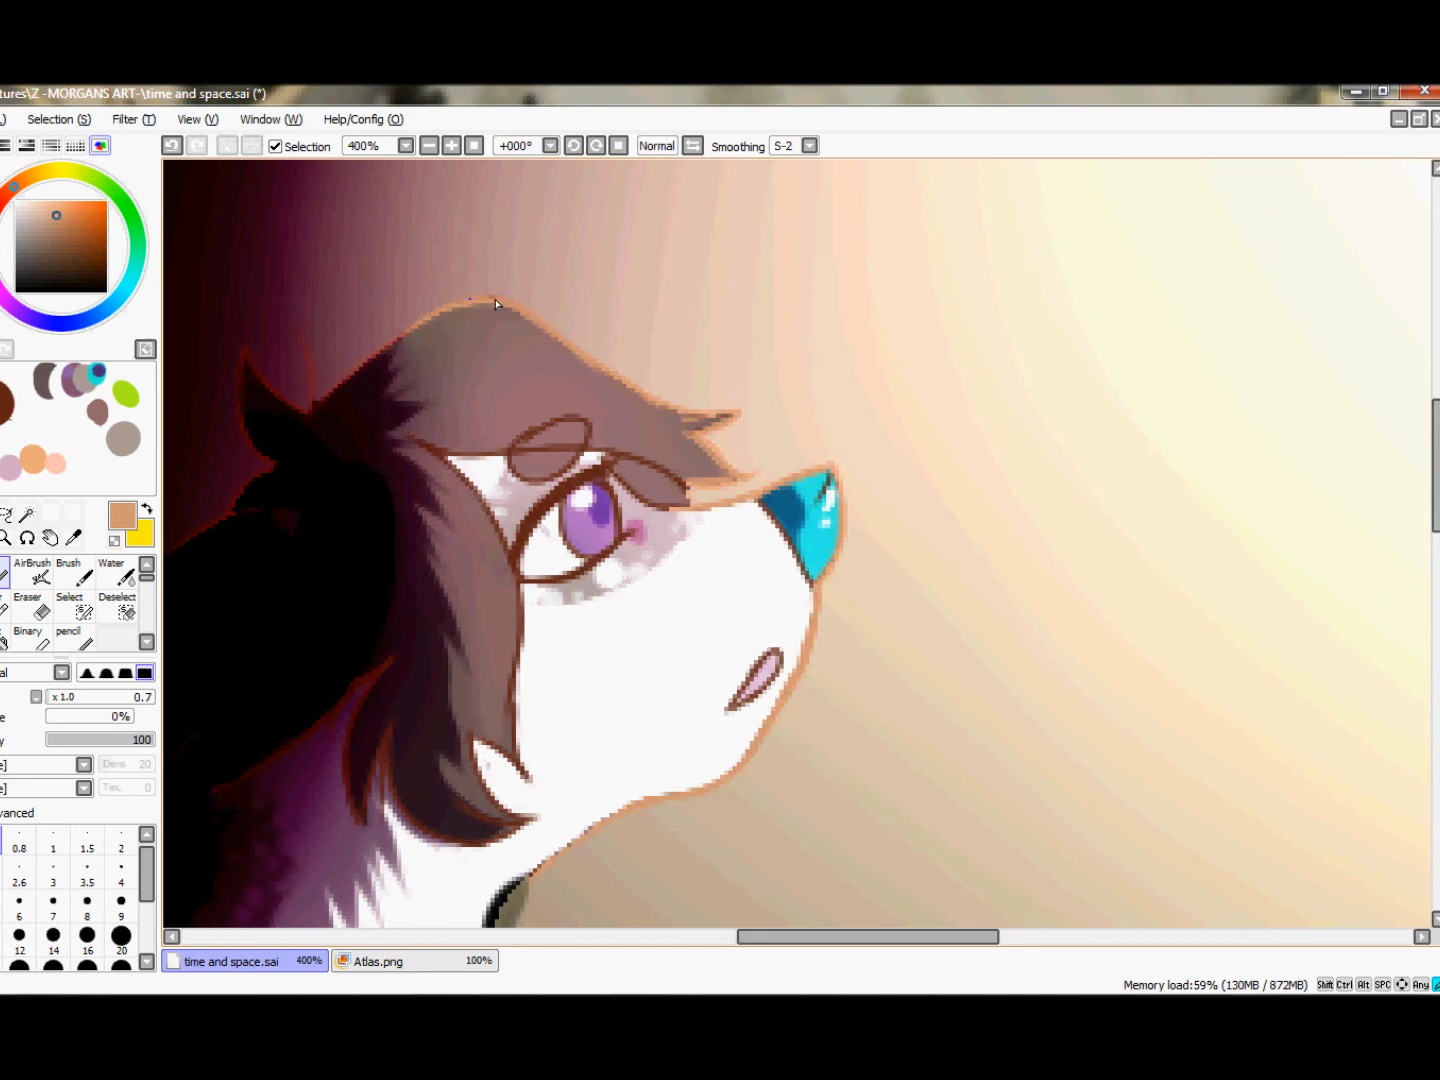 tures\Z -MORGANS ART-\time and space.sai (*)
Selection (S) Filter (T) View (V) Window (W) Help/Config (O)
Selection 400% +000° Normal Smoothing S-2
AirBrush Brush Water
Eraser Select Deselect
Binary pencil
x 1.0 0.7
0%
100
Dens 20
Tex. 0
0.8 1 1.5 2
2.6 3 3.5 4
6 7 8 9
12 14 16 20
time and space.sai 400% Atlas.png 100%
Memory load:59% (130MB / 872MB) Shift Ctrl Alt SPC Any